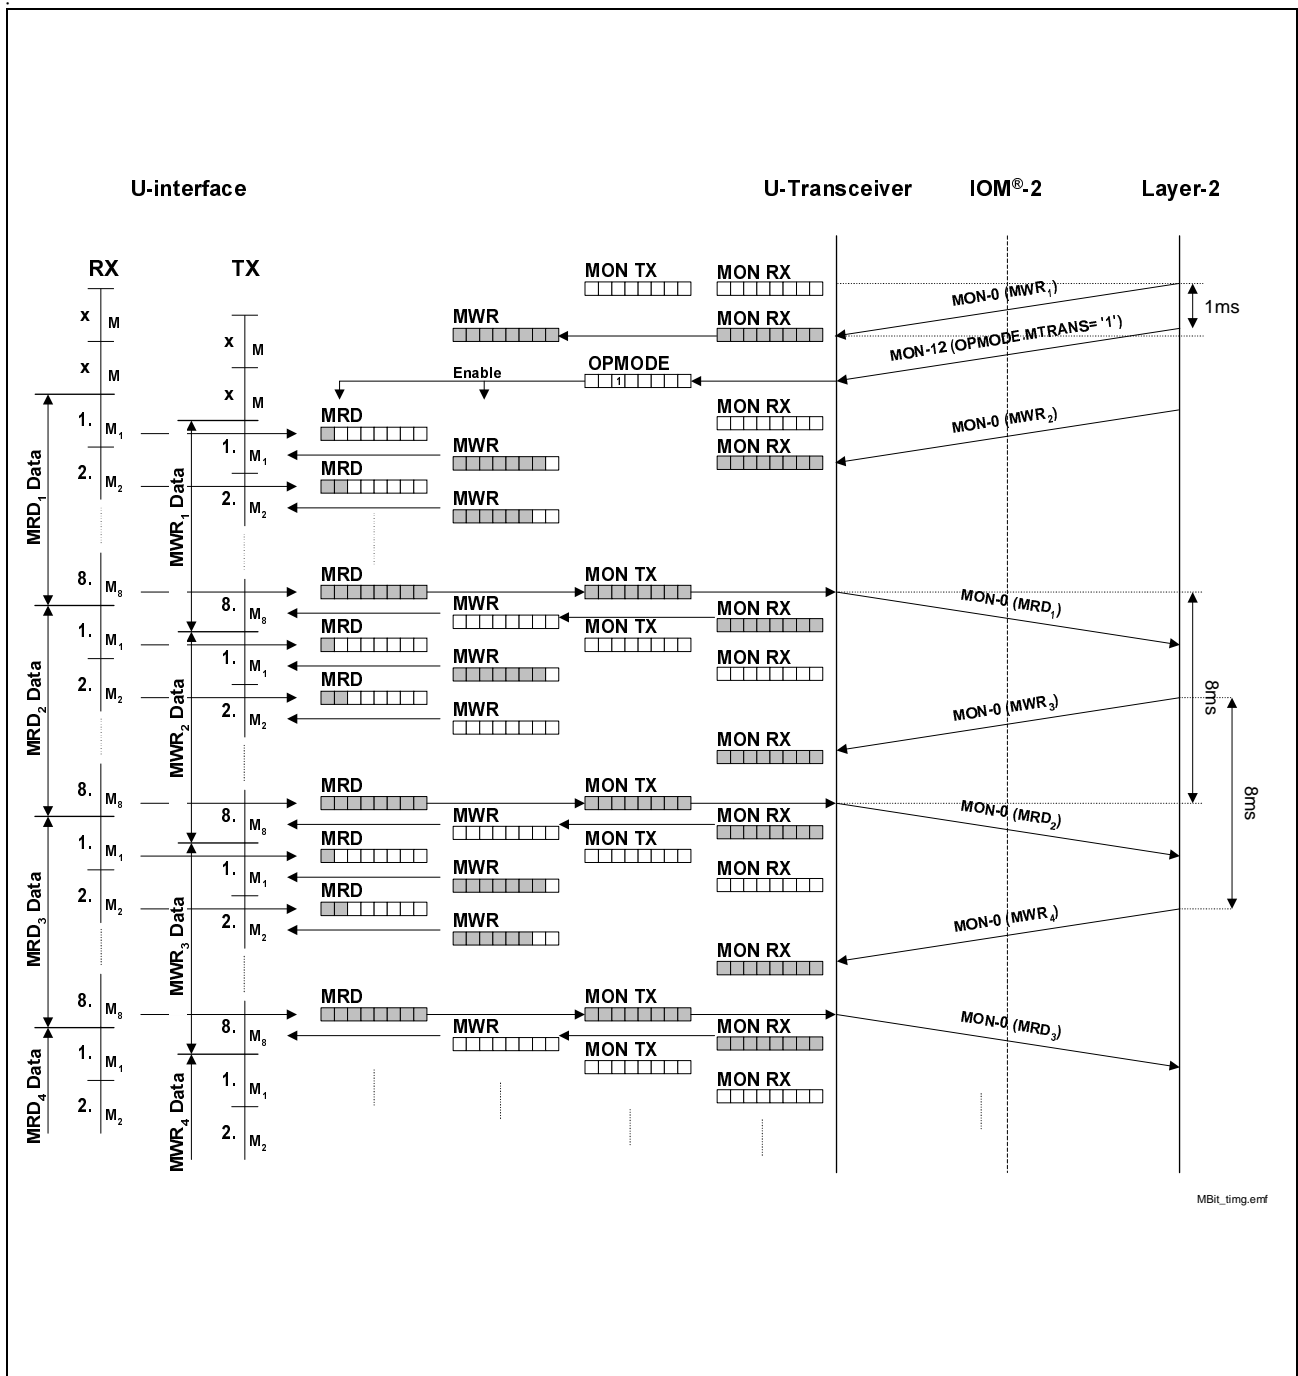 .
U-interface U-Transceiver IOM®-2 Layer-2
RX TX
MON TX MON RX
MON-0 (MWR1)
1ms
x M
x M
MWR MON RX
MON-12 (OPMODE.MTRANS= '1')
Enable OPMODE
1
x M
x M
MRD MON RX
MON-0 (MWR2)
1. M1
1. M1
MWR MON RX
2. M2
MRD
2. M2
MWR
MRD1 Data
MWR1 Data
8. M8
MRD MON TX
MON-0 (MRD1)
8. M8
MWR MON RX
1. M1
MRD MON TX
1. M1
MWR MON RX
2. M2
MRD
2. M2
MWR
MON-0 (MWR3)
8ms
MRD2 Data
MWR2 Data
MON RX
8. M8
MRD MON TX
8ms
MON-0 (MRD2)
8. M8
MWR MON RX
1. M1
MRD MON TX
1. M1
MWR MON RX
2. M2
MRD
2. M2
MWR
MON-0 (MWR4)
MRD3 Data
MWR3 Data
MON RX
8. M8
MRD MON TX
MON-0 (MRD3)
8. M8
MWR MON RX
1. M1
MON TX
1. M1
MON RX
2. M2
2. M2
MRD4 Data
MWR4 Data
MBit_timg.emf